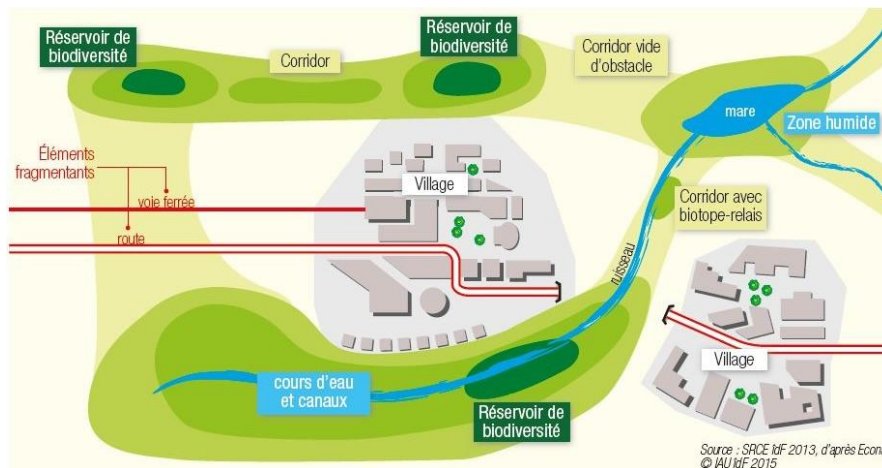 Réservoir de
biodiversité
Corridor
Réservoir de
biodiversité
Corridor vide
d'obstacle
mare
Zone humide
Éléments
fragmentants
voie ferrée
route
Village
Corridor avec
biotope-relais
ruisseau
Village
cours d'eau
et canaux
Réservoir de
biodiversité
Source : SRCE îdF 2013, d'après Econ
© IAU îdF 2015